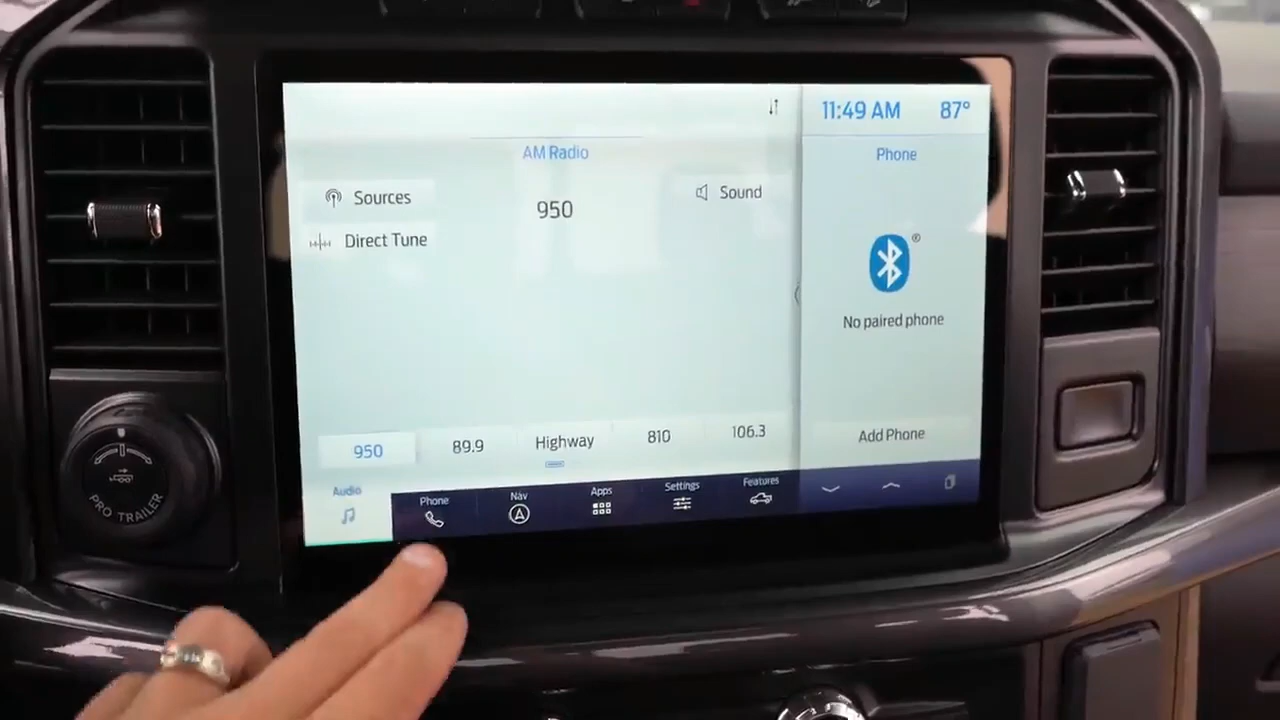 11:49 AM 87°
AM Radio
Phone
Sources
950
Sound
Direct Tune
®
No paired phone
950 89.9 Highway 810 106.3
Add Phone
Audio Phone Nav Apps Settings Features
PRO TRAILER